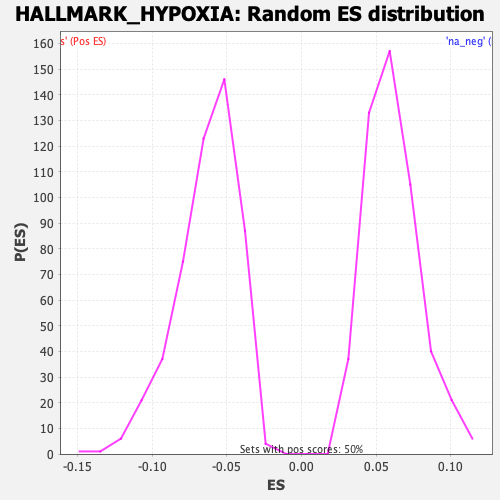 HALLMARK_HYPOXIA: Random ES distribution
s' (Pos ES)
'na_neg' (
160
150
140
130
120
110
100
90
80
70
60
50
40
30
20
10
0
P(ES)
Sets with pos scores: 50%
-0.15 -0.10 -0.05 0.00 0.05 0.10
ES